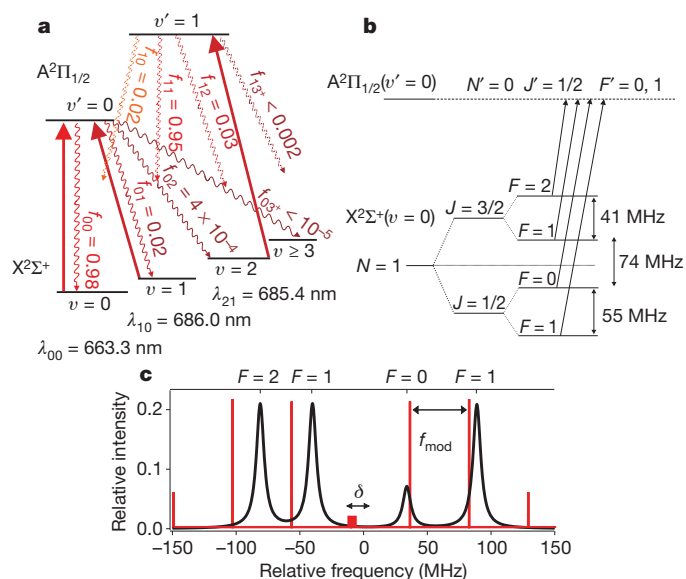 a
v′ = 1
A²Π₁/₂
v′ = 0
f₁₀ = 0.02
f₁₁ = 0.95
f₁₂ = 0.03
f₁₃₊ < 0.002
f₀₀ = 0.98
f₀₁ = 0.02
f₀₂ = 4 × 10⁻⁴
f₀₃₊ < 10⁻⁵
X²Σ⁺
v = 0
v = 1
v = 2
v ≥ 3
λ₂₁ = 685.4 nm
λ₁₀ = 686.0 nm
λ₀₀ = 663.3 nm
b
A²Π₁/₂(v′ = 0) N′ = 0 J′ = 1/2 F′ = 0, 1
X²Σ⁺(v = 0)
N = 1
J = 3/2
J = 1/2
F = 2
F = 1
F = 0
F = 1
41 MHz
74 MHz
55 MHz
c
F = 2 F = 1 F = 0 F = 1
Relative intensity
0.2
0.1
0.0
f_mod
δ
−150 −100 −50 0 50 100 150
Relative frequency (MHz)